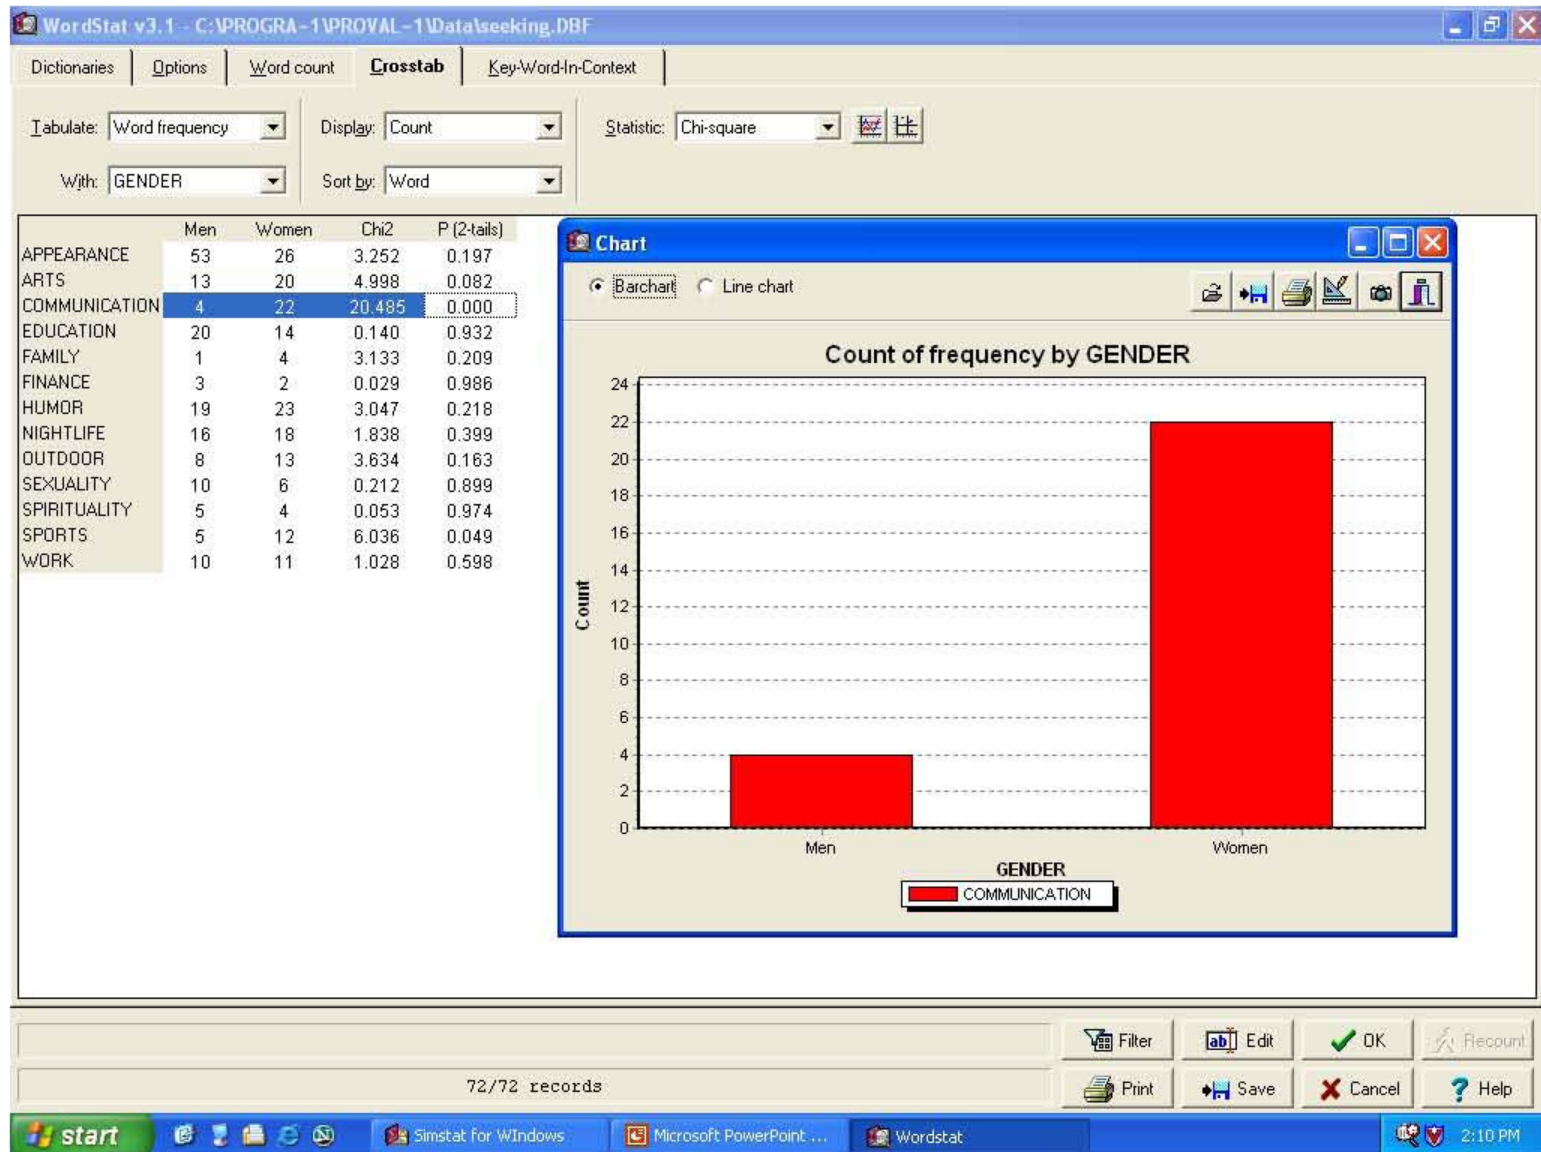 WordStat v3.1 - C:\PROGRA~1\PROVAL~1\Data\seeking.DBF
Dictionaries Options Word count Crosstab Key-Word-In-Context
Tabulate: Word frequency Display: Count Statistic: Chi-square
With: GENDER Sort by: Word
Men Women Chi2 P (2-tails)
APPEARANCE 53 26 3.252 0.197
ARTS 13 20 4.998 0.082
COMMUNICATION 4 22 20.485 0.000
EDUCATION 20 14 0.140 0.932
FAMILY 1 4 3.133 0.209
FINANCE 3 2 0.029 0.986
HUMOR 19 23 3.047 0.218
NIGHTLIFE 16 18 1.838 0.399
OUTDOOR 8 13 3.634 0.163
SEXUALITY 10 6 0.212 0.899
SPIRITUALITY 5 4 0.053 0.974
SPORTS 5 12 6.036 0.049
WORK 10 11 1.028 0.598
Chart
Barchart Line chart
Count of frequency by GENDER
24
22
20
18
16
14
12
10
8
6
4
2
0
Count
Men Women
GENDER
COMMUNICATION
Filter Edit OK Recount
72/72 records
Print Save Cancel Help
start Simstat for WIndows Microsoft PowerPoint ... Wordstat 2:10 PM